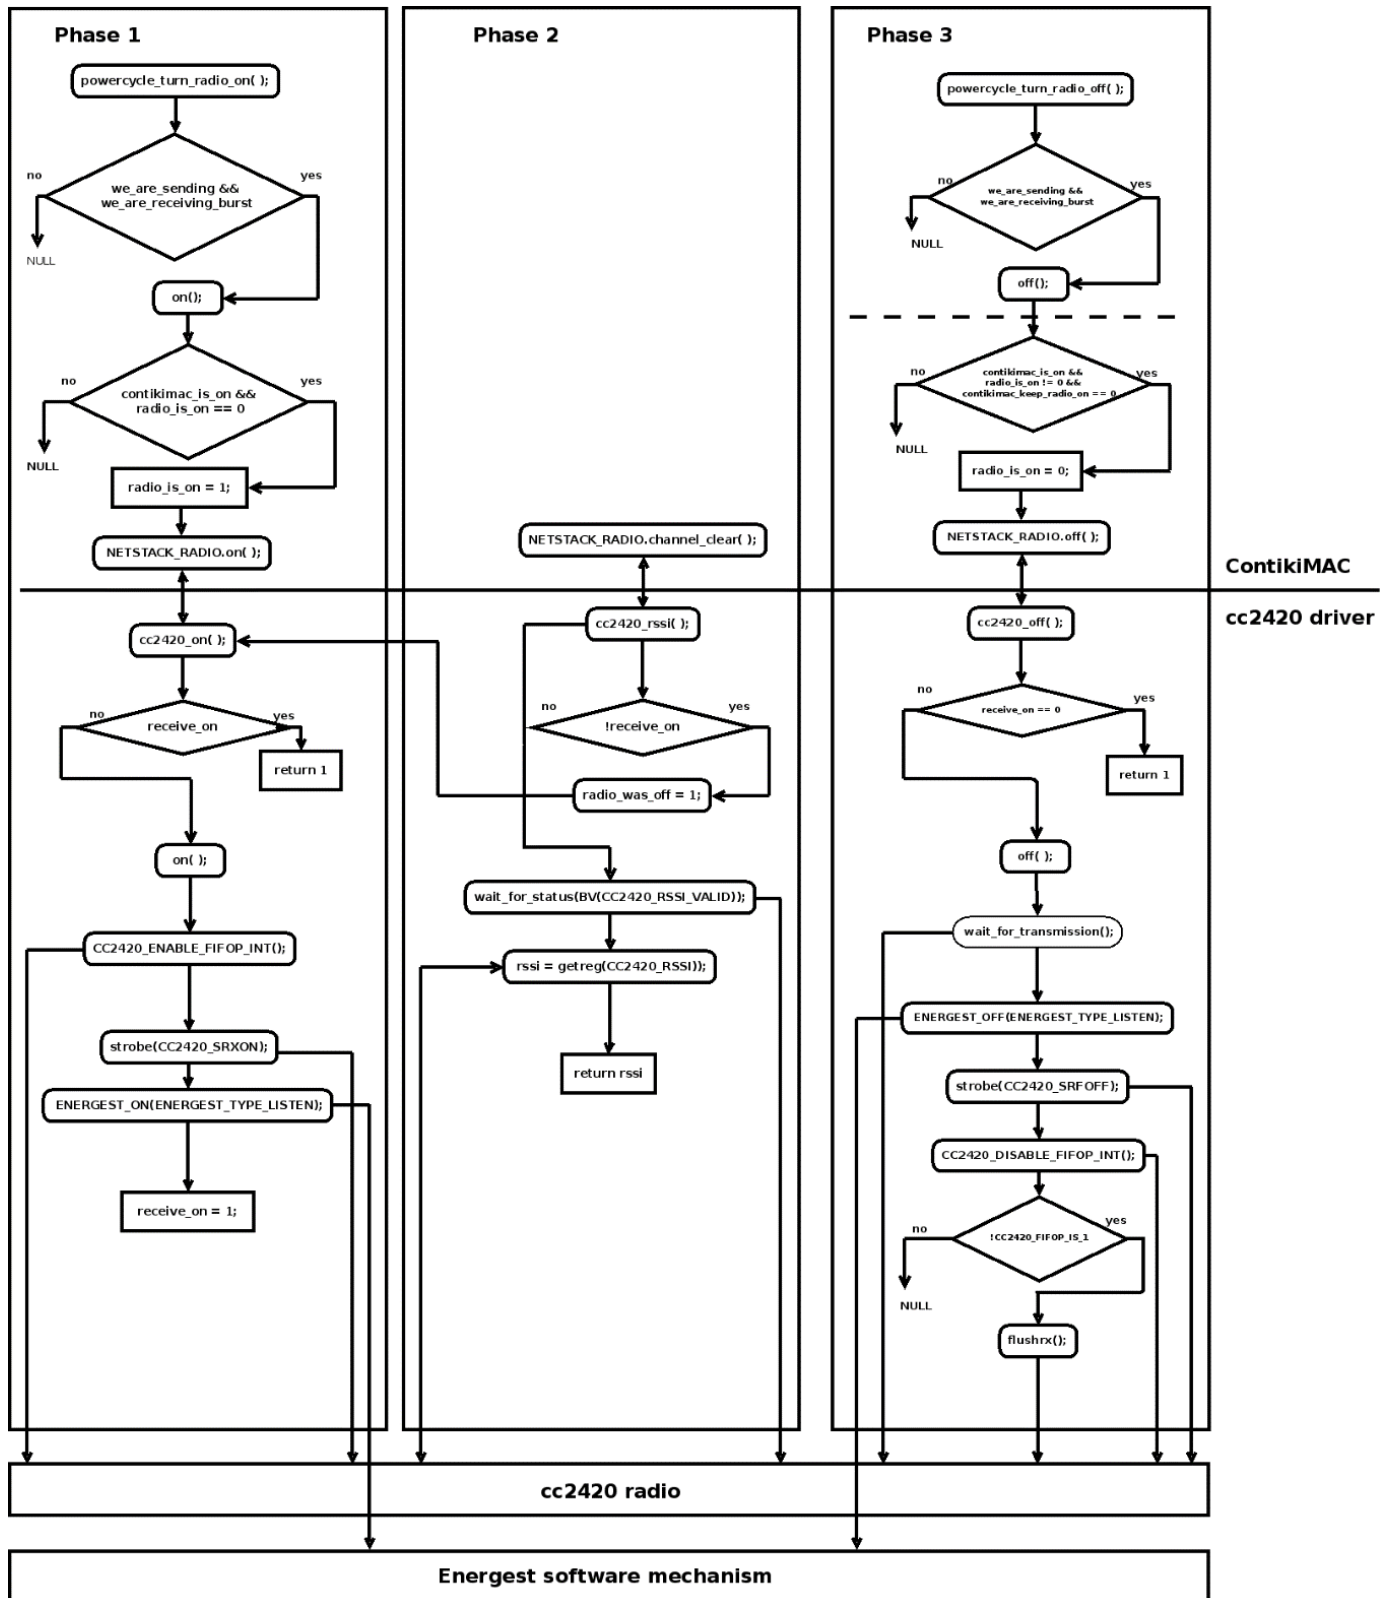 Phase 1
powercycle_turn_radio_on( );
no
yes
we_are_sending &&
we_are_receiving_burst
NULL
on();
no
yes
contikimac_is_on &&
radio_is_on == 0
NULL
radio_is_on = 1;
NETSTACK_RADIO.on( );
cc2420_on( );
no
yes
receive_on
return 1
on( );
CC2420_ENABLE_FIFOP_INT();
strobe(CC2420_SRXON);
ENERGEST_ON(ENERGEST_TYPE_LISTEN);
receive_on = 1;
Phase 2
NETSTACK_RADIO.channel_clear( );
cc2420_rssi( );
no
yes
!receive_on
radio_was_off = 1;
wait_for_status(BV(CC2420_RSSI_VALID));
rssi = getreg(CC2420_RSSI));
return rssi
Phase 3
powercycle_turn_radio_off( );
no
yes
we_are_sending &&
we_are_receiving_burst
NULL
off();
no
yes
contikimac_is_on &&
radio_is_on != 0 &&
contikimac_keep_radio_on == 0
NULL
radio_is_on = 0;
NETSTACK_RADIO.off( );
ContikiMAC
cc2420 driver
cc2420_off( );
no
yes
receive_on == 0
return 1
off( );
wait_for_transmission();
ENERGEST_OFF(ENERGEST_TYPE_LISTEN);
strobe(CC2420_SRFOFF);
CC2420_DISABLE_FIFOP_INT();
no
yes
!CC2420_FIFOP_IS_1
NULL
flushrx();
cc2420 radio
Energest software mechanism